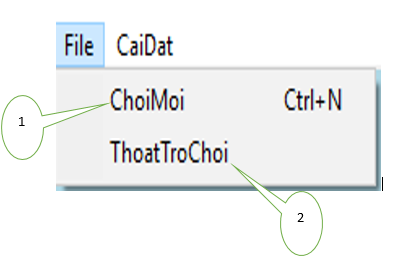 File CaiDat
1 ChoiMoi Ctrl+N
ThoatTroChoi
2